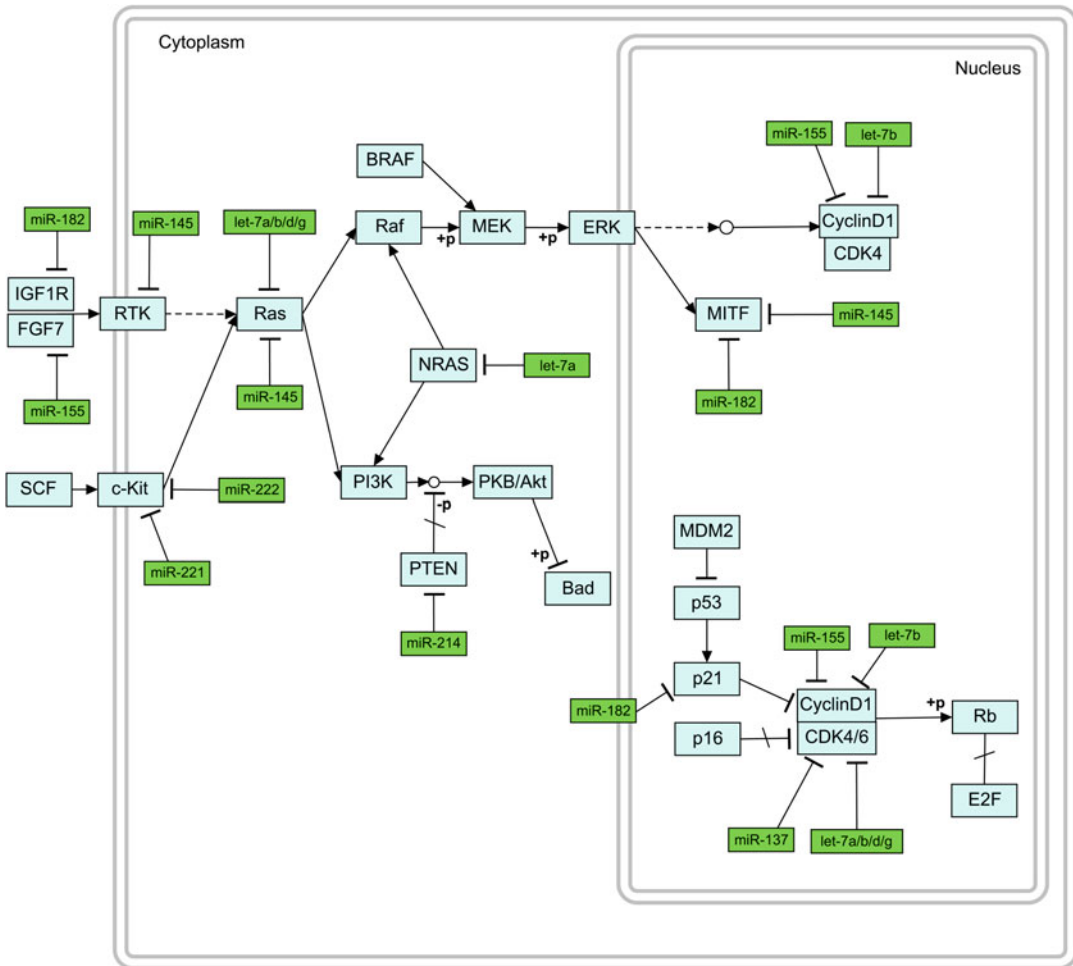 Cytoplasm
Nucleus
miR-155
let-7b
BRAF
miR-182
miR-145
let-7a/b/d/g
Raf
+p
MEK
+p
ERK
CyclinD1
CDK4
IGF1R
FGF7
RTK
Ras
MITF
miR-145
NRAS
let-7a
miR-155
miR-145
miR-182
SCF
c-Kit
miR-222
PI3K
PKB/Akt
-p
miR-221
PTEN
+p
Bad
MDM2
p53
miR-214
miR-155
let-7b
p21
miR-182
CyclinD1
+p
Rb
p16
CDK4/6
E2F
miR-137
let-7a/b/d/g